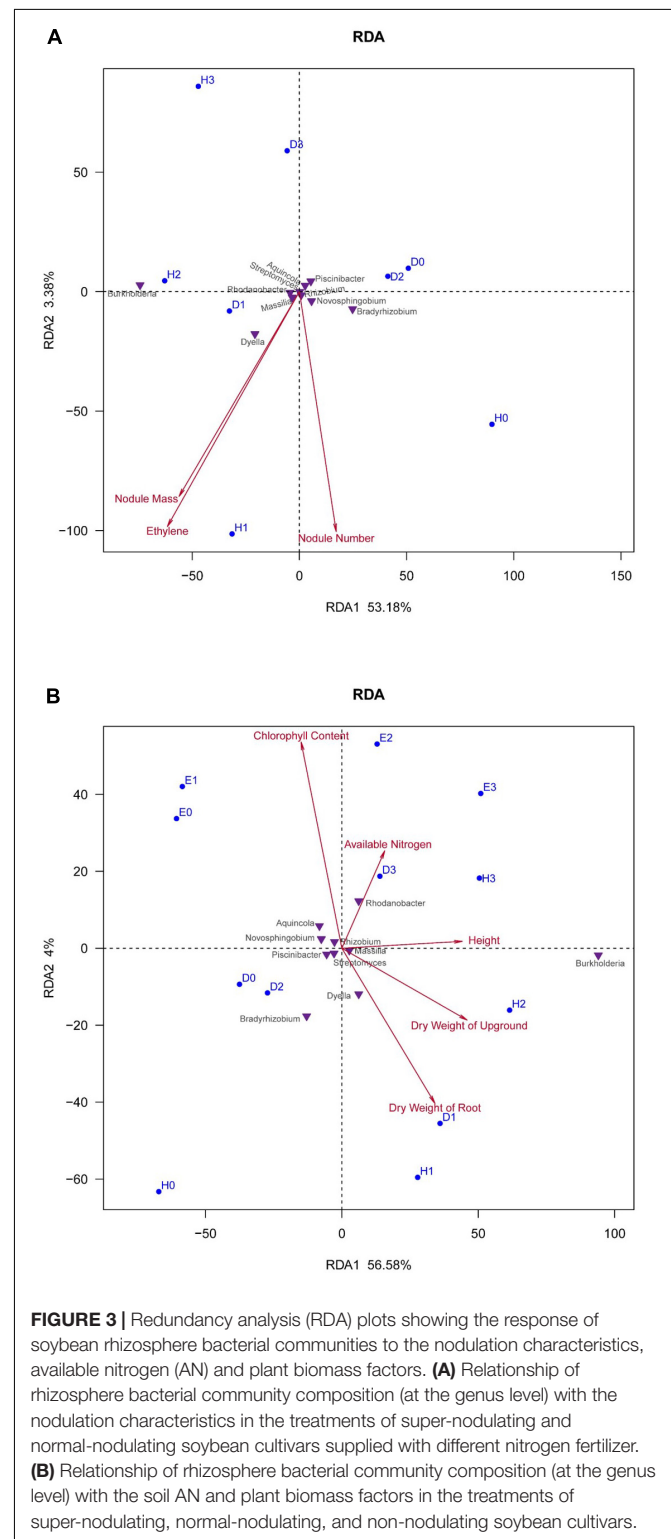 A
RDA
H3
D3
50
Aquincola
Streptomyces
Piscinibacter
D0
D2
H2
Burkholderia
Rhodanobacter
Rhizobium
0
Massilia
Novosphingobium
Bradyrhizobium
D1
Dyella
RDA2 3.38%
−50
H0
Nodule Mass
Ethylene
H1
Nodule Number
−100
−50 0 50 100 150
RDA1 53.18%
B
RDA
Chlorophyll Content
E2
E1
E3
40
E0
Available Nitrogen
D3
H3
20
Rhodanobacter
Aquincola
Novosphingobium
Rhizobium
Height
0
Piscinibacter
Massilia
Streptomyces
Burkholderia
RDA2 4%
D0
D2
Dyella
Bradyrhizobium
H2
−20
Dry Weight of Upground
−40
Dry Weight of Root
D1
H1
−60
H0
−50 0 50 100
RDA1 56.58%
FIGURE 3 | Redundancy analysis (RDA) plots showing the response of
soybean rhizosphere bacterial communities to the nodulation characteristics,
available nitrogen (AN) and plant biomass factors. (A) Relationship of
rhizosphere bacterial community composition (at the genus level) with the
nodulation characteristics in the treatments of super-nodulating and
normal-nodulating soybean cultivars supplied with different nitrogen fertilizer.
(B) Relationship of rhizosphere bacterial community composition (at the genus
level) with the soil AN and plant biomass factors in the treatments of
super-nodulating, normal-nodulating, and non-nodulating soybean cultivars.